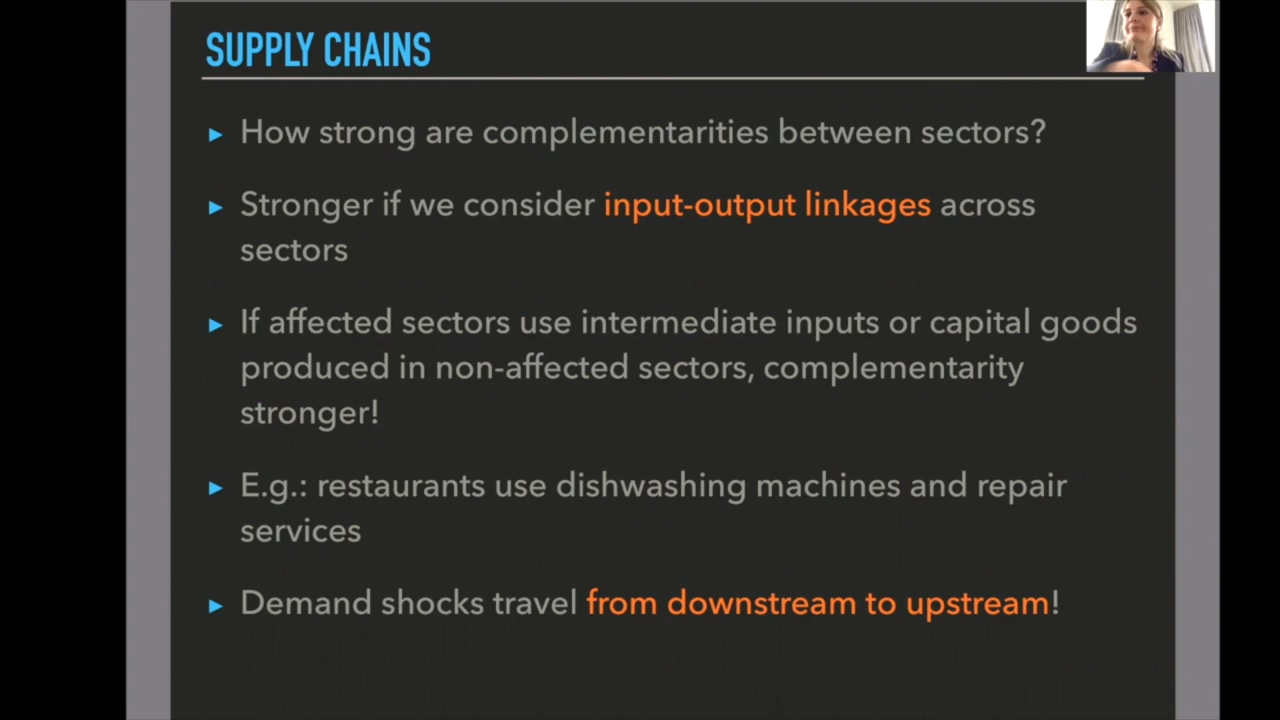 SUPPLY CHAINS
▸ How strong are complementarities between sectors?
▸ Stronger if we consider input-output linkages across
sectors
▸ If affected sectors use intermediate inputs or capital goods
produced in non-affected sectors, complementarity
stronger!
▸ E.g.: restaurants use dishwashing machines and repair
services
▸ Demand shocks travel from downstream to upstream!